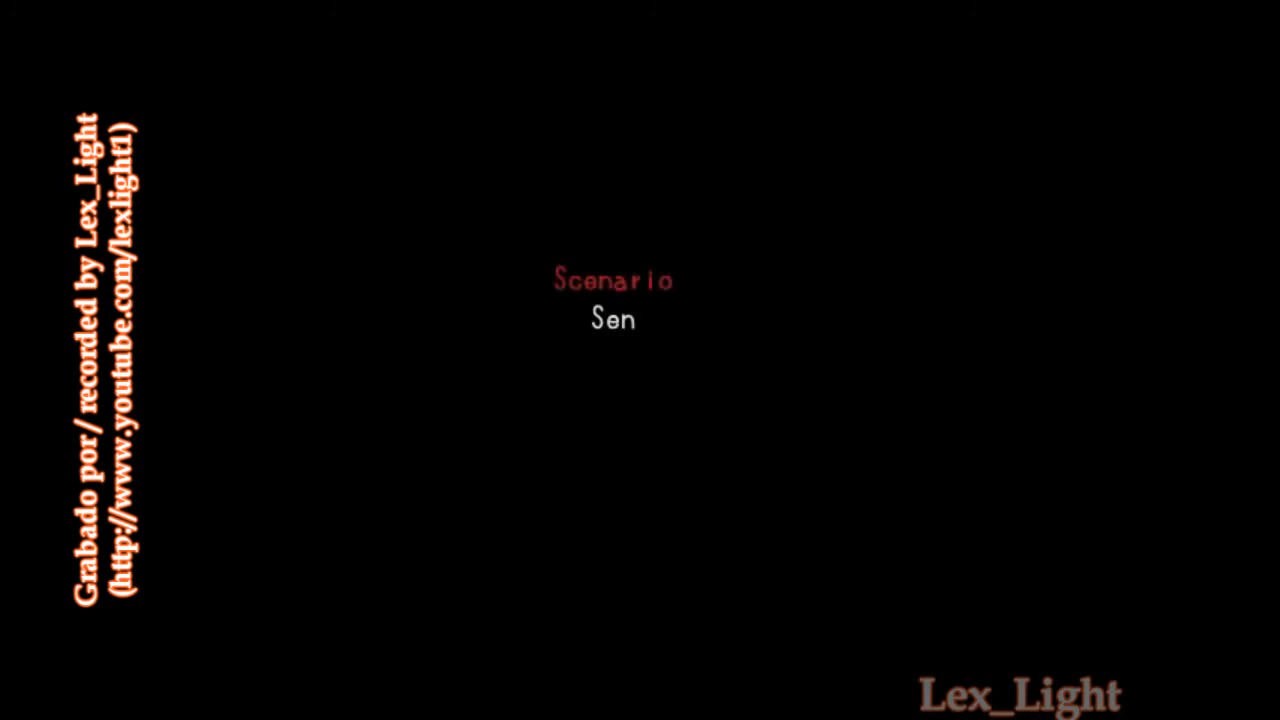 Grabado por/ recorded by Lex_Light
(http://www.youtube.com/lexlight1)
Scenario
Sen
Lex_Light